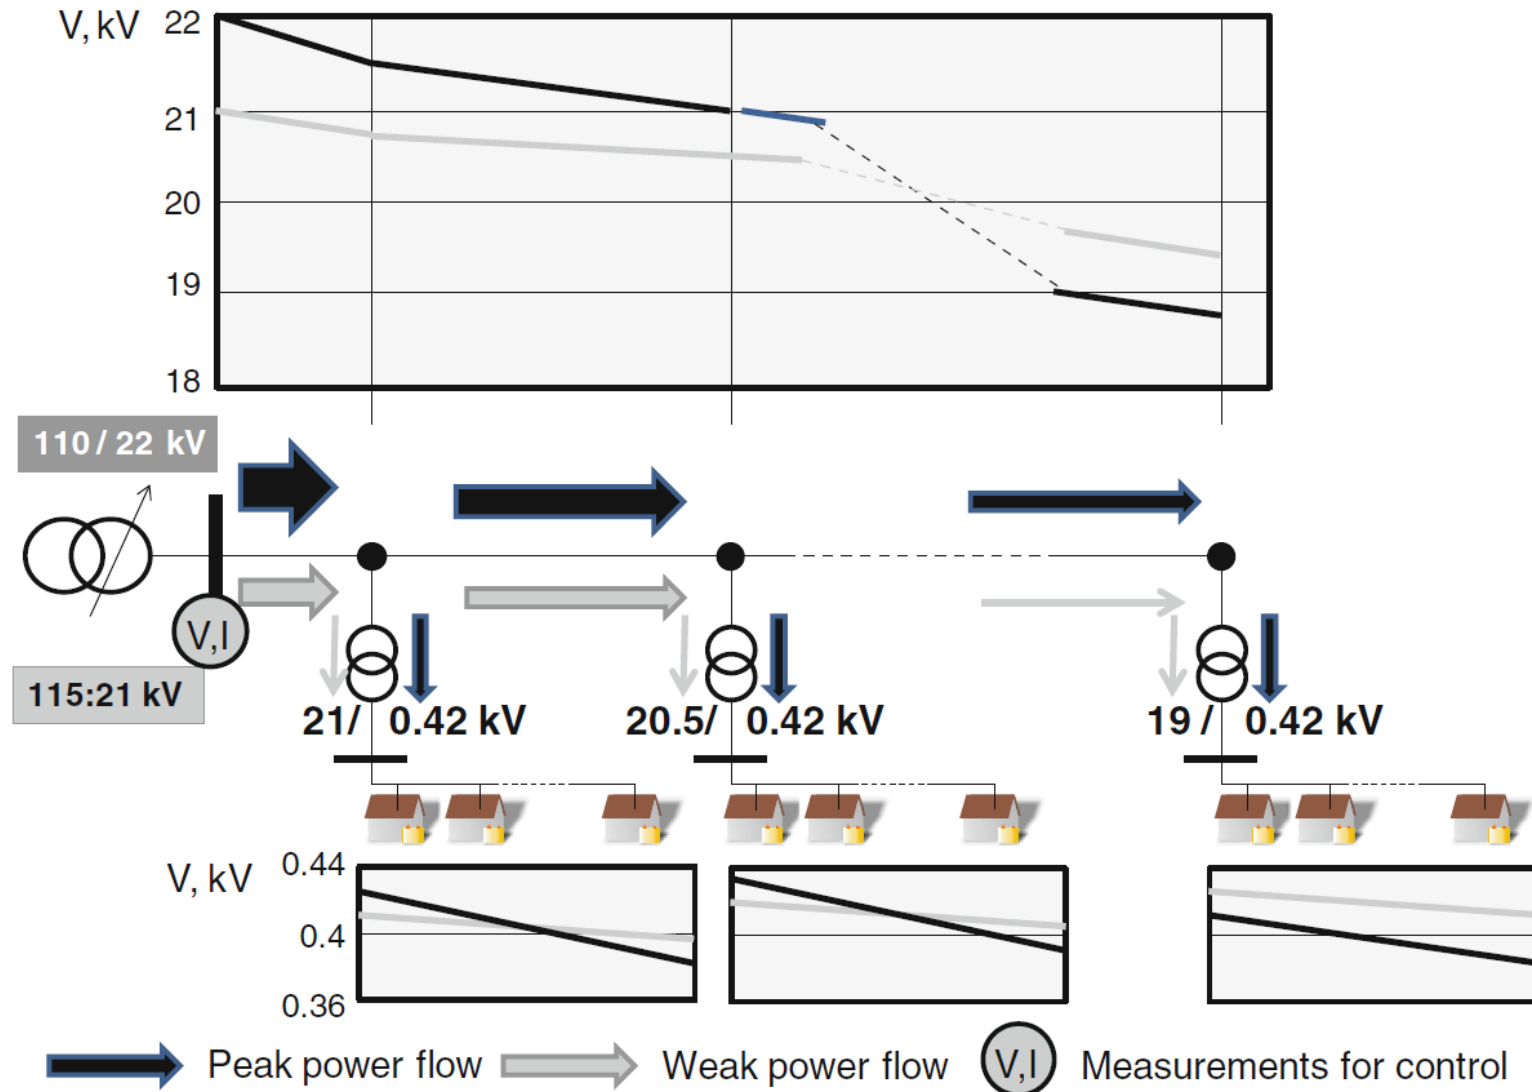 V, kV
22
21
20
19
18
110 / 22 kV
V,I
115:21 kV
21/ 0.42 kV
20.5/ 0.42 kV
19 / 0.42 kV
V, kV
0.44
0.4
0.36
Peak power flow
Weak power flow
V,I
Measurements for control